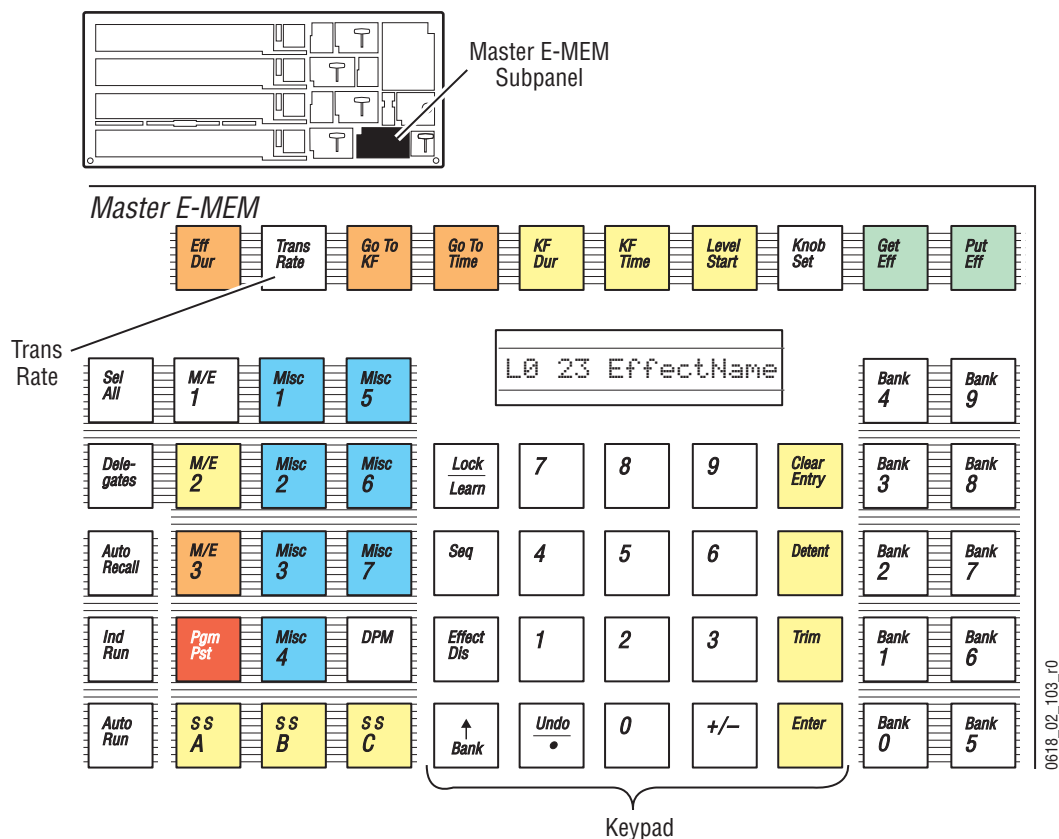 Master E-MEM
Subpanel
Master E-MEM
Eff
Dur
Trans
Rate
Go To
KF
Go To
Time
KF
Dur
KF
Time
Level
Start
Knob
Set
Get
Eff
Put
Eff
Trans
Rate
L0 23 EffectName
Sel
All
M/E
1
Misc
1
Misc
5
Bank
4
Bank
9
Dele-
gates
M/E
2
Misc
2
Misc
6
Lock
Learn
7
8
9
Clear
Entry
Bank
3
Bank
8
Auto
Recall
M/E
3
Misc
3
Misc
7
Seq
4
5
6
Detent
Bank
2
Bank
7
Ind
Run
Pgm
Pst
Misc
4
DPM
Effect
Dis
1
2
3
Trim
Bank
1
Bank
6
Auto
Run
S S
A
S S
B
S S
C
↑
Bank
Undo
•
0
+/–
Enter
Bank
0
Bank
5
Keypad
0618_02_103_r0